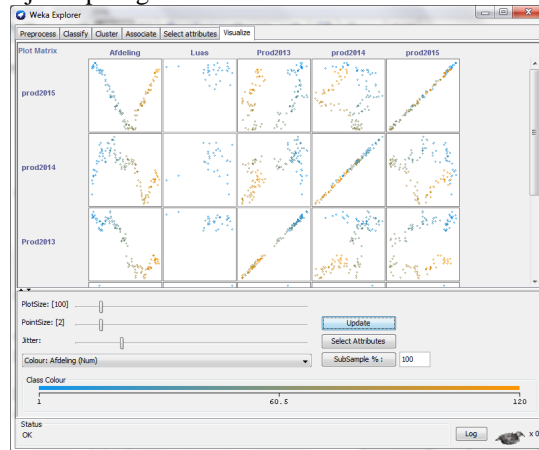 Weka Explorer
Preprocess Classify Cluster Associate Select attributes Visualize
Plot Matrix Afdeling Luas Prod2013 prod2014 prod2015
prod2015
prod2014
Prod2013
PlotSize: [100]
PointSize: [2]
Jitter:
Update
Select Attributes
Colour: Afdeling (Num)
SubSample % : 100
Class Colour
1 60.5 120
Status
OK
Log
x 0